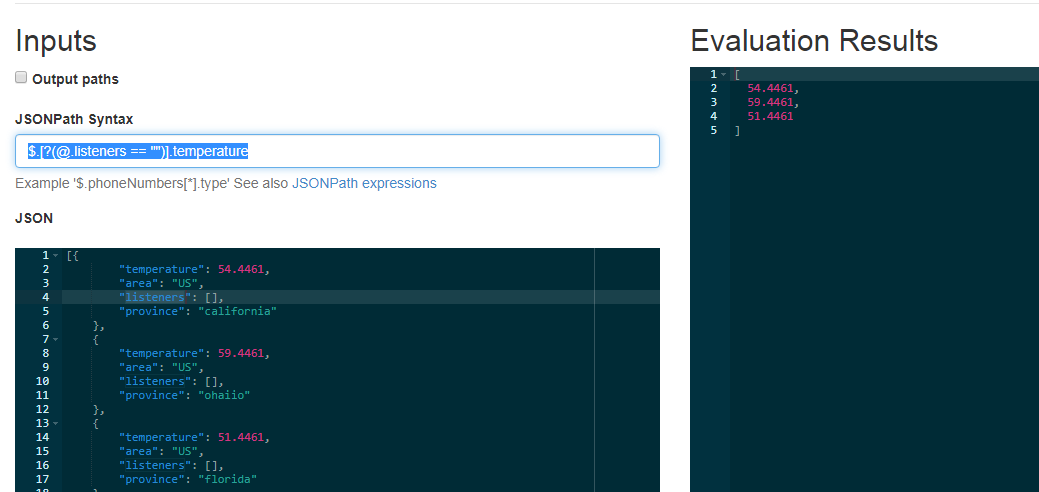 Inputs
Output paths
JSONPath Syntax
$.[?(@.listeners == "")].temperature
Example '$.phoneNumbers[*].type' See also JSONPath expressions
JSON
1 [{
2 "temperature": 54.4461,
3 "area": "US",
4 "listeners": [],
5 "province": "california"
6 },
7 {
8 "temperature": 59.4461,
9 "area": "US",
10 "listeners": [],
11 "province": "ohaiio"
12 },
13 {
14 "temperature": 51.4461,
15 "area": "US",
16 "listeners": [],
17 "province": "florida"
Evaluation Results
1 [
2 54.4461,
3 59.4461,
4 51.4461
5 ]